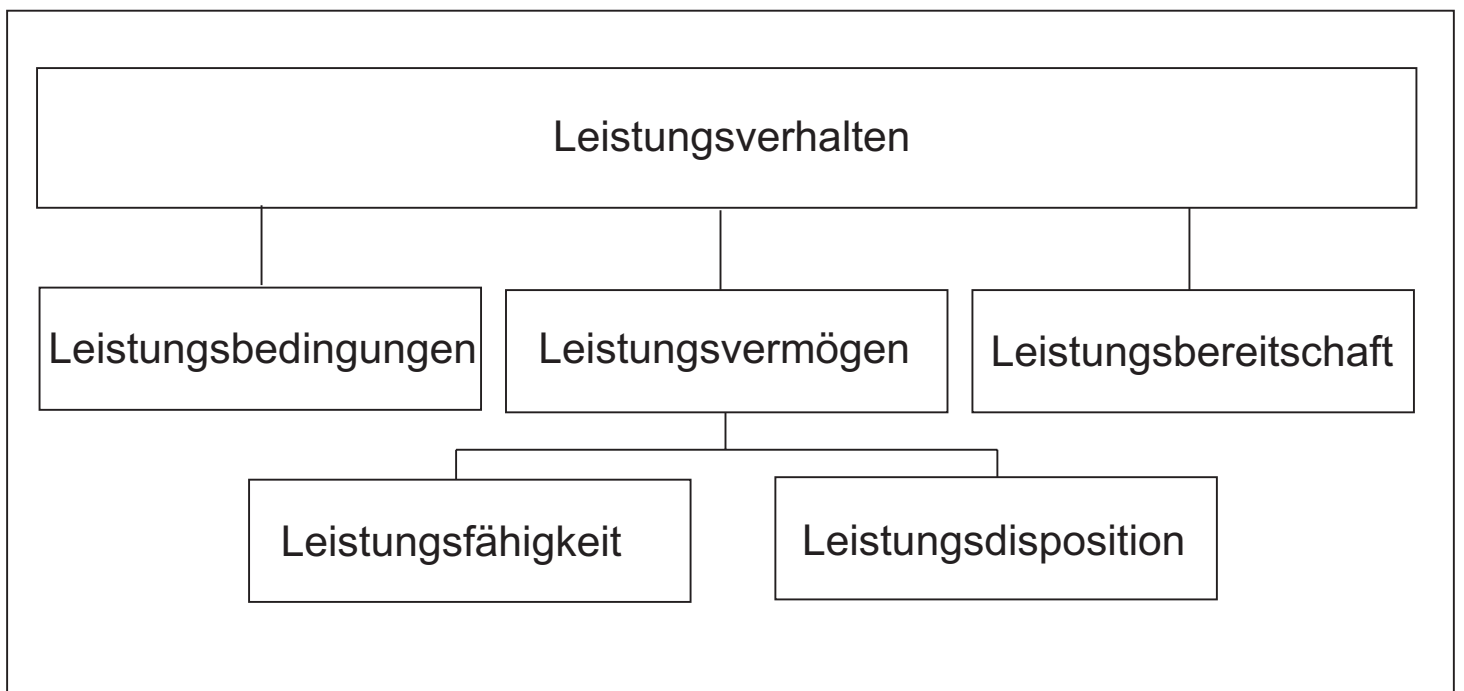 Leistungsverhalten
Leistungsbedingungen
Leistungsvermögen
Leistungsbereitschaft
Leistungsfähigkeit
Leistungsdisposition